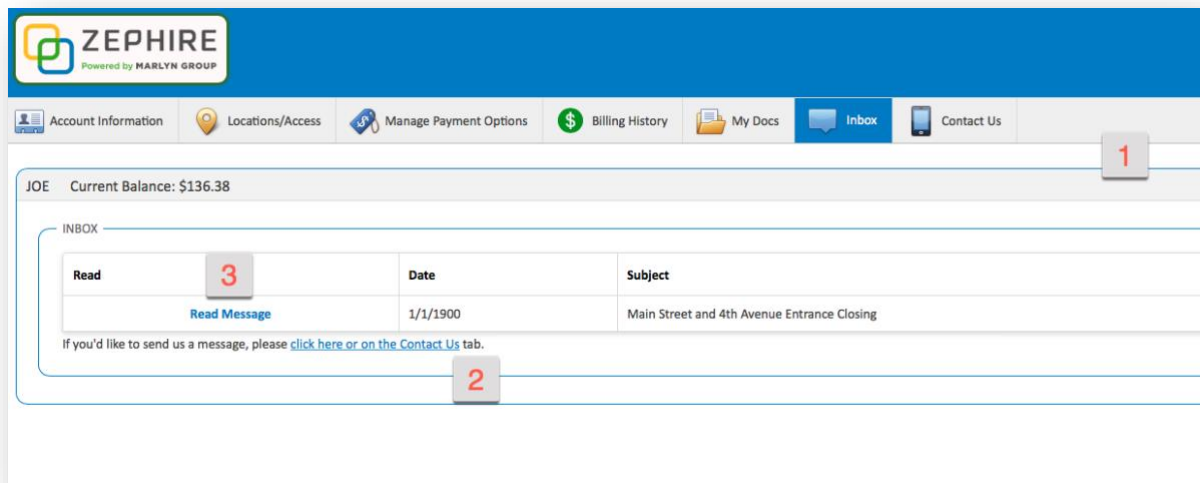 ZEPHIRE
Powered by MARLYN GROUP
Account Information Locations/Access Manage Payment Options Billing History My Docs Inbox Contact Us
1
JOE Current Balance: $136.38
INBOX
Read 3 Date Subject
Read Message 1/1/1900 Main Street and 4th Avenue Entrance Closing
If you'd like to send us a message, please click here or on the Contact Us tab.
2